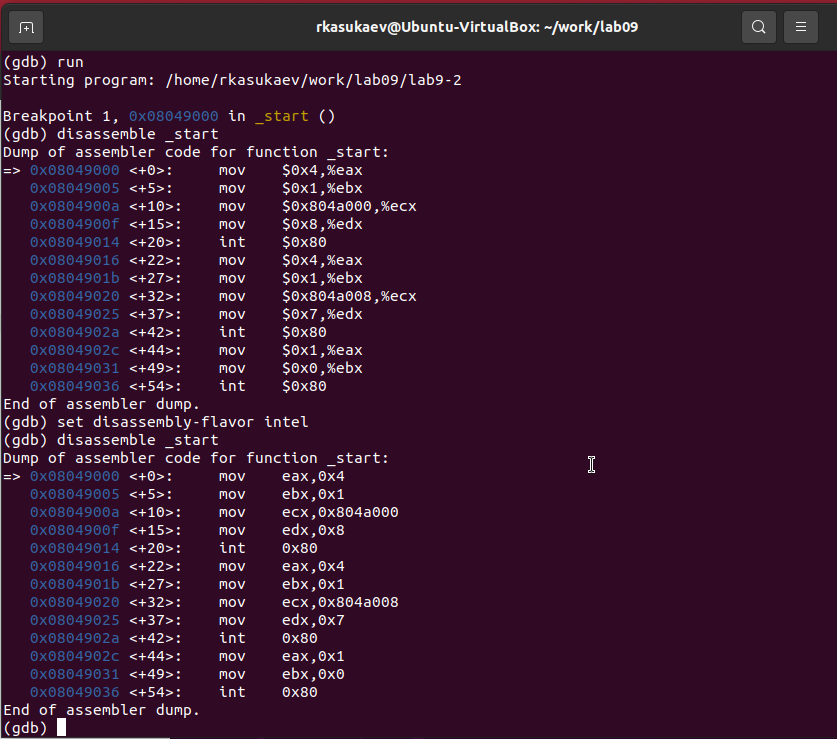 rkasukaev@Ubuntu-VirtualBox: ~/work/lab09
(gdb) run
Starting program: /home/rkasukaev/work/lab09/lab9-2
Breakpoint 1, 0x08049000 in _start ()
(gdb) disassemble _start
Dump of assembler code for function _start:
=> 0x08049000 <+0>:     mov    $0x4,%eax
   0x08049005 <+5>:     mov    $0x1,%ebx
   0x0804900a <+10>:    mov    $0x804a000,%ecx
   0x0804900f <+15>:    mov    $0x8,%edx
   0x08049014 <+20>:    int    $0x80
   0x08049016 <+22>:    mov    $0x4,%eax
   0x0804901b <+27>:    mov    $0x1,%ebx
   0x08049020 <+32>:    mov    $0x804a008,%ecx
   0x08049025 <+37>:    mov    $0x7,%edx
   0x0804902a <+42>:    int    $0x80
   0x0804902c <+44>:    mov    $0x1,%eax
   0x08049031 <+49>:    mov    $0x0,%ebx
   0x08049036 <+54>:    int    $0x80
End of assembler dump.
(gdb) set disassembly-flavor intel
(gdb) disassemble _start
Dump of assembler code for function _start:
=> 0x08049000 <+0>:     mov    eax,0x4
   0x08049005 <+5>:     mov    ebx,0x1
   0x0804900a <+10>:    mov    ecx,0x804a000
   0x0804900f <+15>:    mov    edx,0x8
   0x08049014 <+20>:    int    0x80
   0x08049016 <+22>:    mov    eax,0x4
   0x0804901b <+27>:    mov    ebx,0x1
   0x08049020 <+32>:    mov    ecx,0x804a008
   0x08049025 <+37>:    mov    edx,0x7
   0x0804902a <+42>:    int    0x80
   0x0804902c <+44>:    mov    eax,0x1
   0x08049031 <+49>:    mov    ebx,0x0
   0x08049036 <+54>:    int    0x80
End of assembler dump.
(gdb)